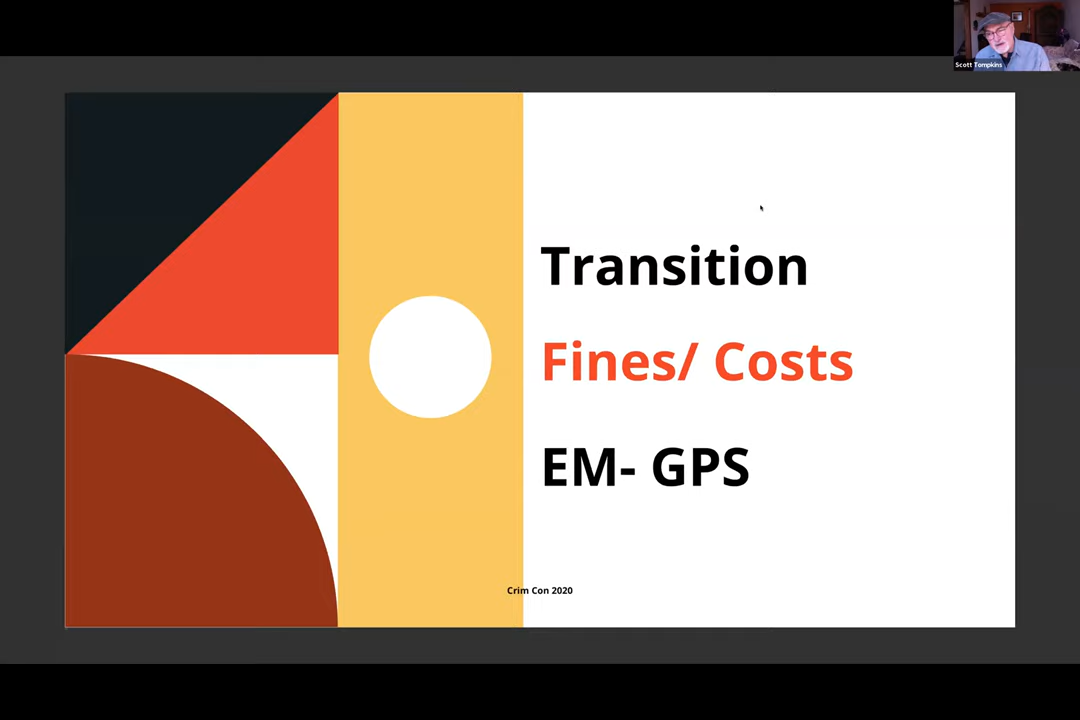 Scott Tompkins
Transition
Fines/ Costs
EM- GPS
Crim Con 2020